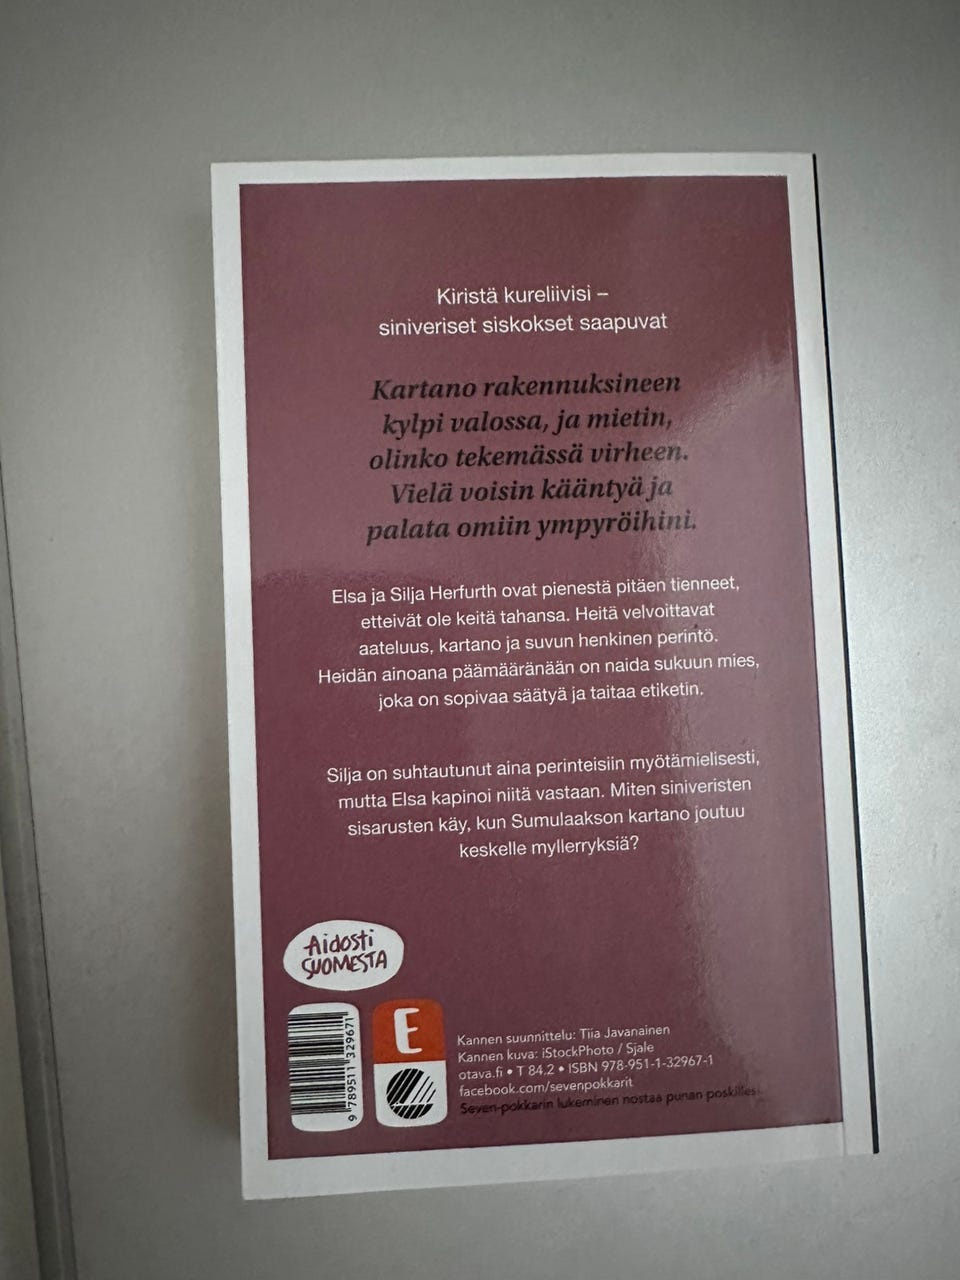 Kiristä kureliivisi –
siniveriset siskokset saapuvat
Kartano rakennuksineen
kylpi valossa, ja mietin,
olinko tekemässä virheen.
Vielä voisin kääntyä ja
palata omiin ympyröihini.
Elsa ja Silja Herfurth ovat pienestä pitäen tienneet,
etteivät ole keitä tahansa. Heitä velvoittavat
aateluus, kartano ja suvun henkinen perintö.
Heidän ainoana päämääränään on naida sukuun mies,
joka on sopivaa säätyä ja taitaa etiketin.
Silja on suhtautunut aina perinteisiin myötämielisesti,
mutta Elsa kapinoi niitä vastaan. Miten siniveristen
sisarusten käy, kun Sumulaakson kartano joutuu
keskelle myllerryksiä?
Aidosti
SUOMESTA
9 789511 329671
E
Kannen suunnittelu: Tiia Javanainen
Kannen kuva: iStockPhoto / Sjale
otava.fi • T 84.2 • ISBN 978-951-1-32967-1
facebook.com/sevenpokkarit
Seven-pokkarin lukeminen nostaa punan poskillesi.